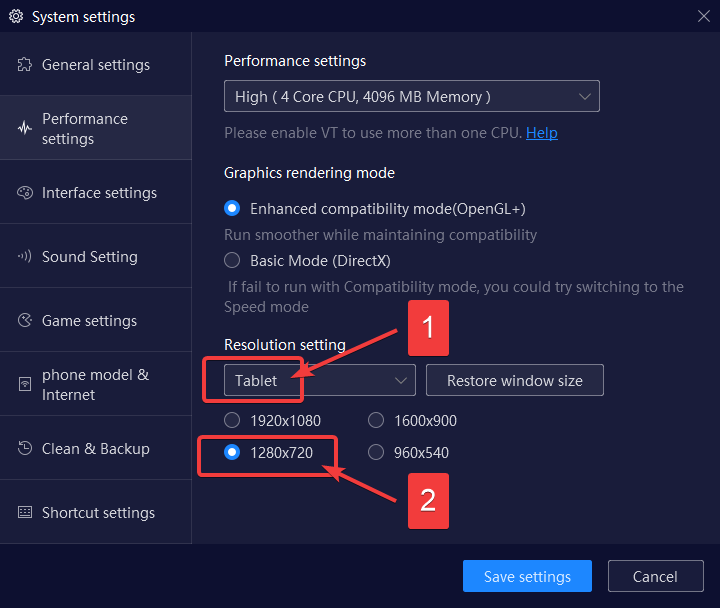 System settings
General settings
Performance
settings
Interface settings
Sound Setting
Game settings
phone model &
Internet
Clean & Backup
Shortcut settings
Performance settings
High ( 4 Core CPU, 4096 MB Memory )
Please enable VT to use more than one CPU. Help
Graphics rendering mode
Enhanced compatibility mode(OpenGL+)
Run smoother while maintaining compatibility
Basic Mode (DirectX)
If fail to run with Compatibility mode, you could try switching to the
Speed mode
1
Resolution setting
Tablet
Restore window size
1920x1080
1600x900
1280x720
960x540
2
Save settings
Cancel